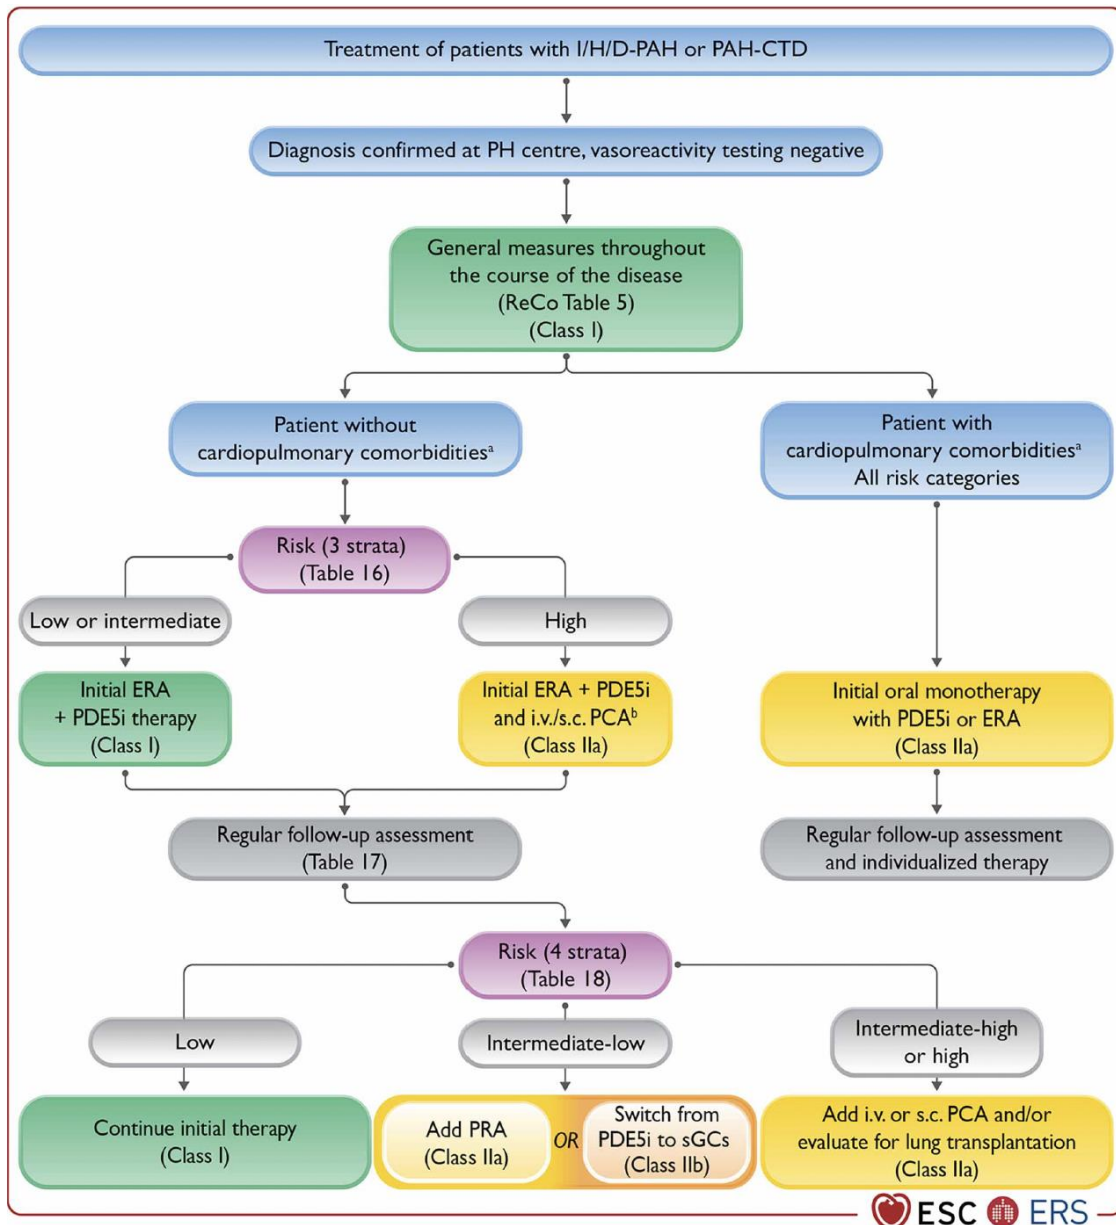 Treatment of patients with I/H/D-PAH or PAH-CTD
Diagnosis confirmed at PH centre, vasoreactivity testing negative
General measures throughout
the course of the disease
(ReCo Table 5)
(Class I)
Patient without
cardiopulmonary comorbiditiesᵃ
Patient with
cardiopulmonary comorbiditiesᵃ
All risk categories
Risk (3 strata)
(Table 16)
Low or intermediate
High
Initial ERA
+ PDE5i therapy
(Class I)
Initial ERA + PDE5i
and i.v./s.c. PCAᵇ
(Class IIa)
Initial oral monotherapy
with PDE5i or ERA
(Class IIa)
Regular follow-up assessment
(Table 17)
Regular follow-up assessment
and individualized therapy
Risk (4 strata)
(Table 18)
Low
Intermediate-low
Intermediate-high
or high
Continue initial therapy
(Class I)
Add PRA
(Class IIa)
OR
Switch from
PDE5i to sGCs
(Class IIb)
Add i.v. or s.c. PCA and/or
evaluate for lung transplantation
(Class IIa)
ESC ERS